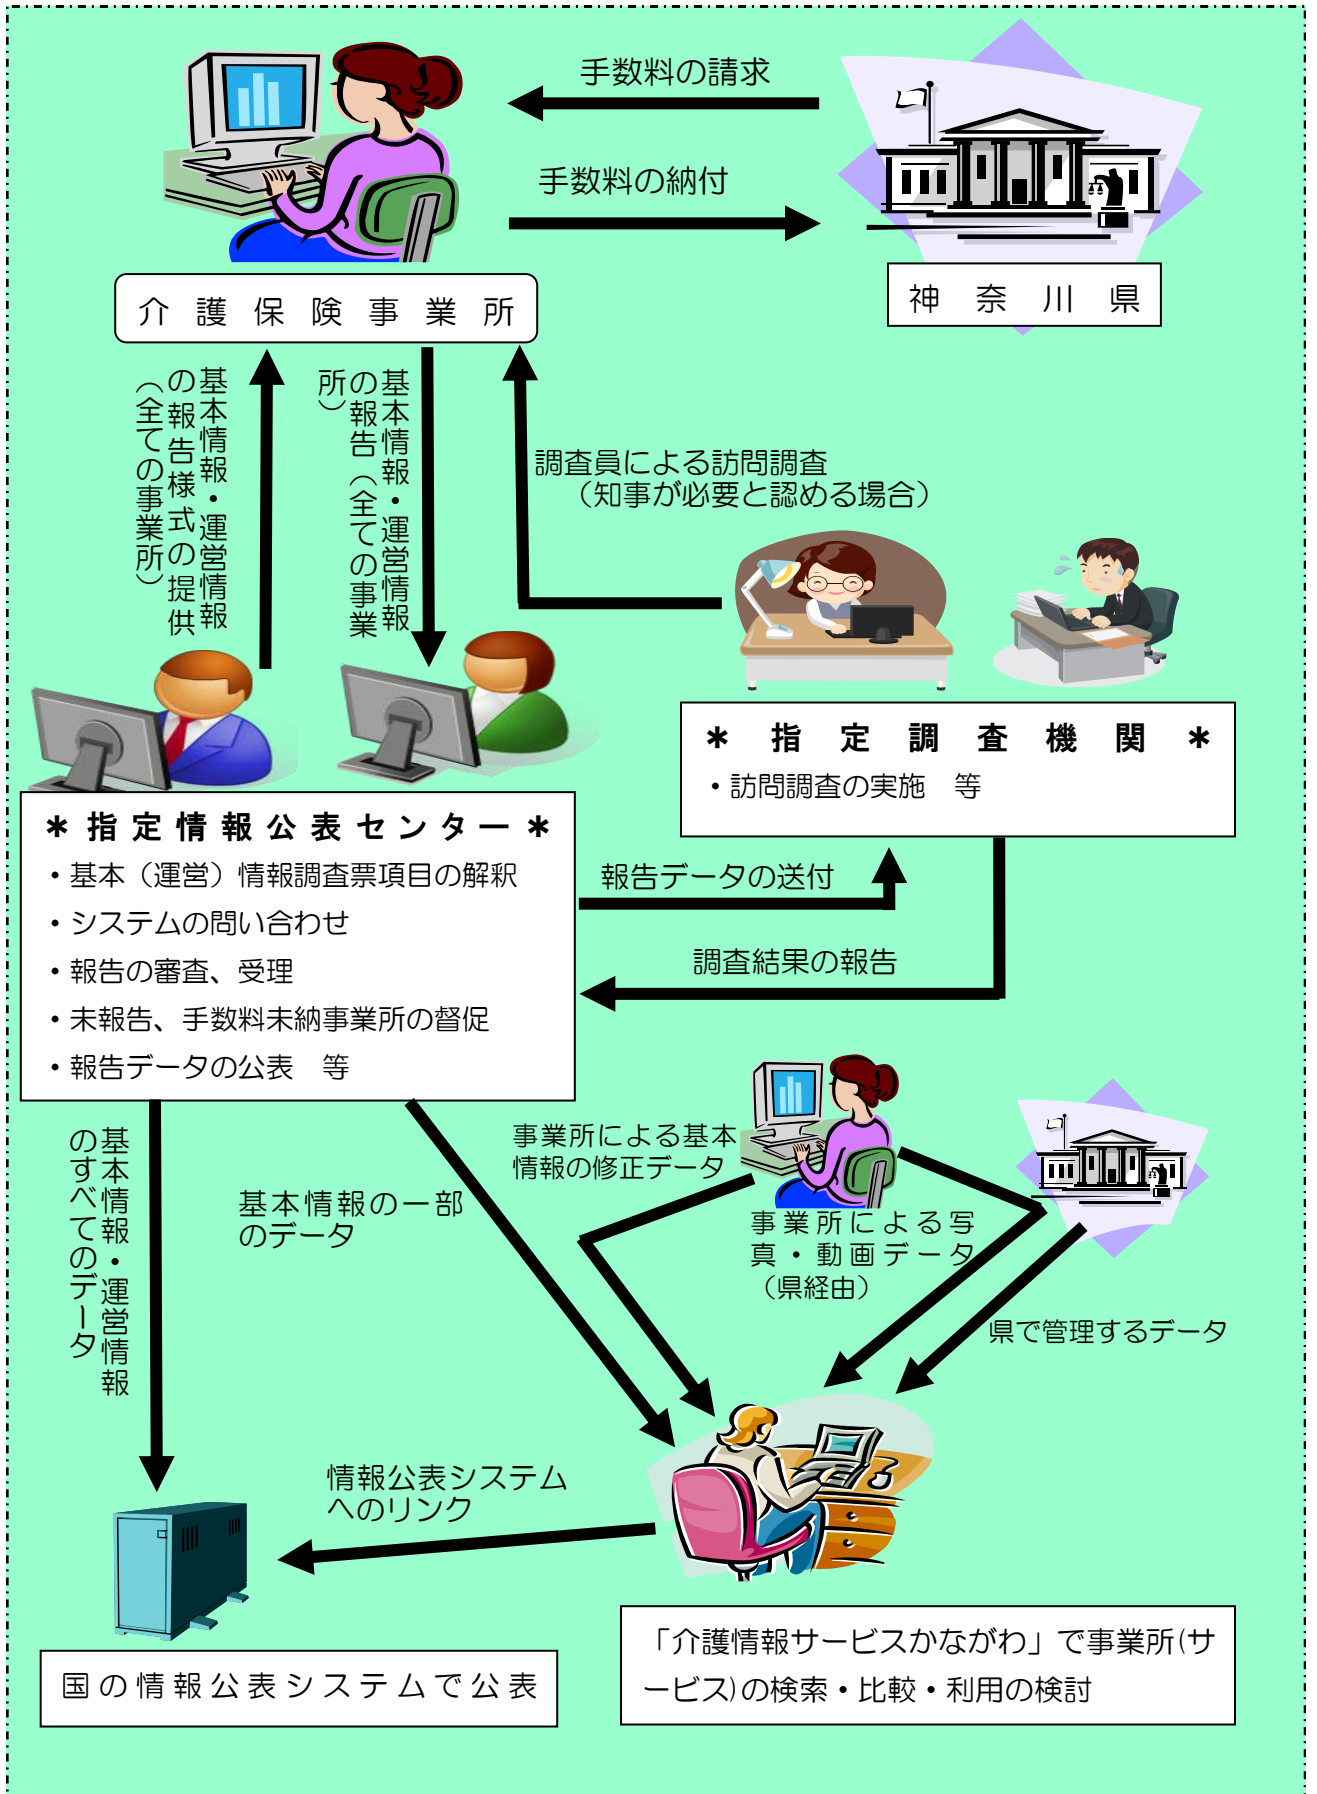 手数料の請求
手数料の納付
介護保険事業所
神奈川県
基本情報・運営情報
の報告様式の提供
（全ての事業所）
基本情報・運営情報
の報告（全ての事業
所）
調査員による訪問調査
（知事が必要と認める場合）
＊指定調査機関＊
・訪問調査の実施　等
＊指定情報公表センター＊
・基本（運営）情報調査票項目の解釈
・システムの問い合わせ
・報告の審査、受理
・未報告、手数料未納事業所の督促
・報告データの公表　等
報告データの送付
調査結果の報告
基本情報・運営情報
のすべてのデータ
基本情報の一部
のデータ
事業所による基本
情報の修正データ
事業所による写
真・動画データ
（県経由）
県で管理するデータ
情報公表システム
へのリンク
国の情報公表システムで公表
「介護情報サービスかながわ」で事業所(サ
ービス)の検索・比較・利用の検討